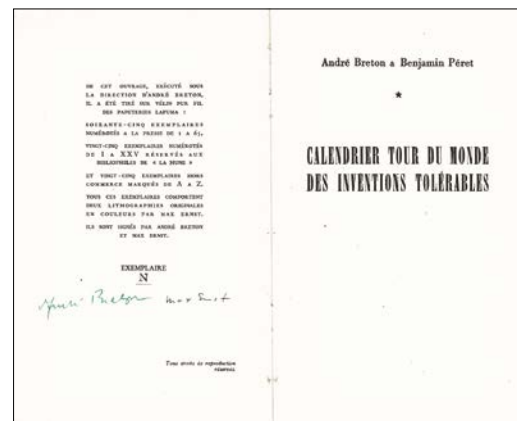 DE CET OUVRAGE, EXÉCUTÉ SOUS
LA DIRECTION D'ANDRÉ BRETON,
IL A ÉTÉ TIRÉ SUR VÉLIN PUR FIL
DES PAPETERIES LAFUMA :
SOIXANTE-CINQ EXEMPLAIRES
NUMÉROTÉS A LA PRESSE DE 1 A 65,
VINGT-CINQ EXEMPLAIRES NUMÉROTÉS
DE I A XXV RÉSERVÉS AUX
BIBLIOPHILES DE « LA HUNE »
ET VINGT-SIX EXEMPLAIRES HORS
COMMERCE MARQUÉS DE A A Z.
TOUS CES EXEMPLAIRES COMPORTENT
DEUX LITHOGRAPHIES ORIGINALES
EN COULEURS PAR MAX ERNST.
ILS SONT SIGNÉS PAR ANDRÉ BRETON
ET MAX ERNST.
EXEMPLAIRE
N
André Breton max Ernst
Tous droits de reproduction
réservés.
André Breton a Benjamin Péret
★
CALENDRIER TOUR DU MONDE
DES INVENTIONS TOLÉRABLES